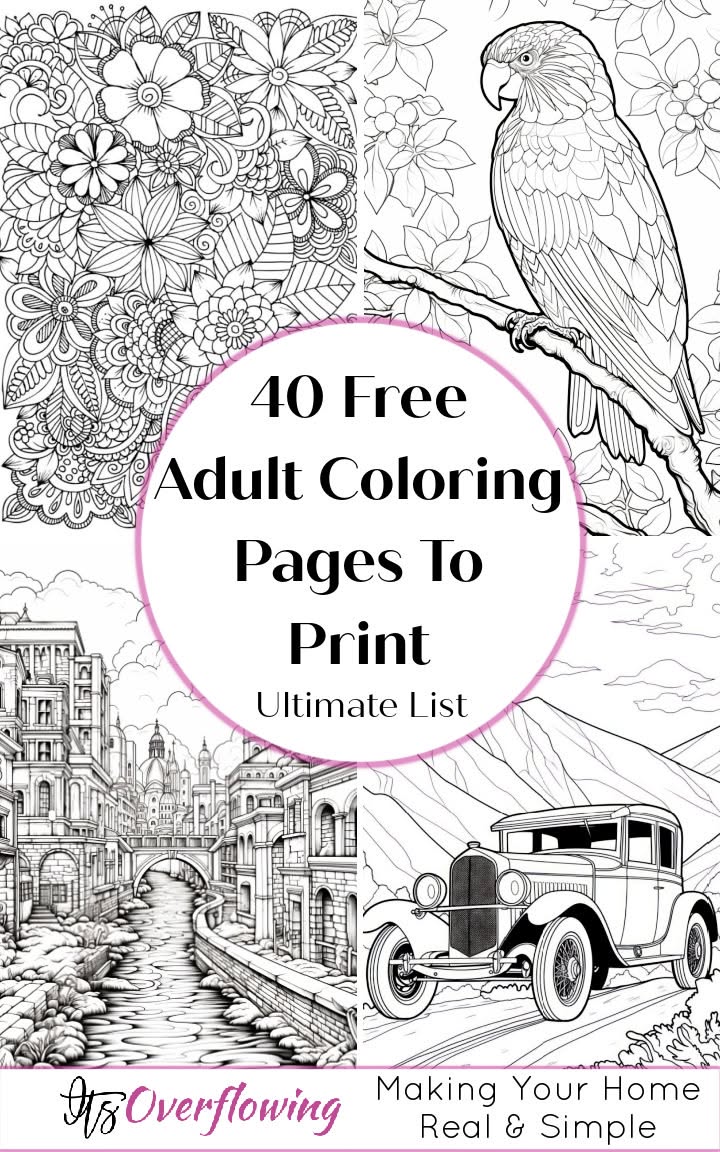 40 Free
Adult Coloring
Pages To
Print
Ultimate List
ItsOverflowing
Making Your Home
Real & Simple